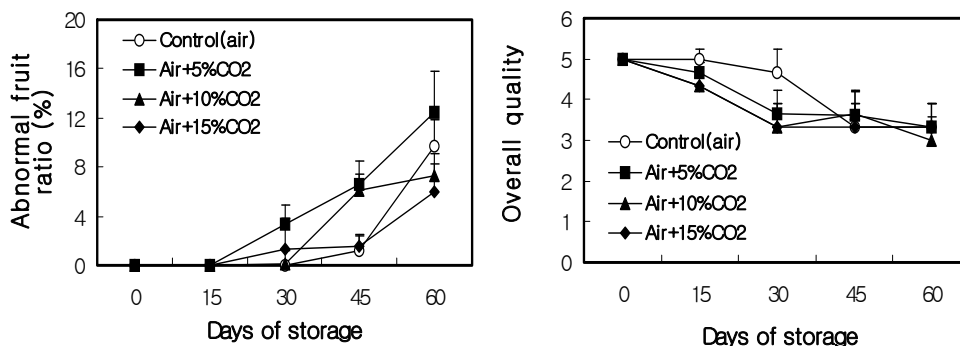 Abnormal fruit
ratio (%)
20
16
12
8
4
0
Control(air)
Air+5%CO2
Air+10%CO2
Air+15%CO2
0 15 30 45 60
Days of storage
Overall quality
6
5
4
3
2
1
0
Control(air)
Air+5%CO2
Air+10%CO2
Air+15%CO2
0 15 30 45 60
Days of storage